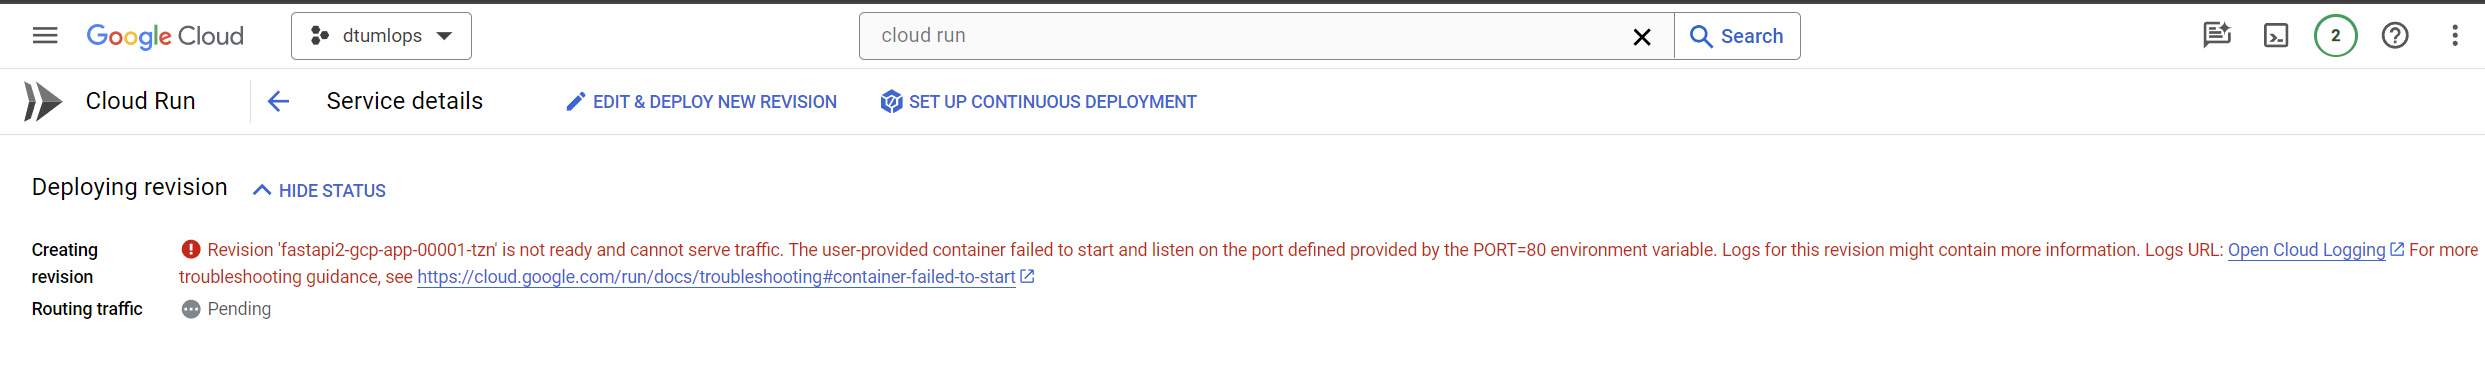 Google Cloud dtumlops cloud run Search 2
Cloud Run Service details EDIT & DEPLOY NEW REVISION SET UP CONTINUOUS DEPLOYMENT
Deploying revision HIDE STATUS
Creating revision
Revision 'fastapi2-gcp-app-00001-tzn' is not ready and cannot serve traffic. The user-provided container failed to start and listen on the port defined provided by the PORT=80 environment variable. Logs for this revision might contain more information. Logs URL: Open Cloud Logging For more
troubleshooting guidance, see https://cloud.google.com/run/docs/troubleshooting#container-failed-to-start
Routing traffic Pending